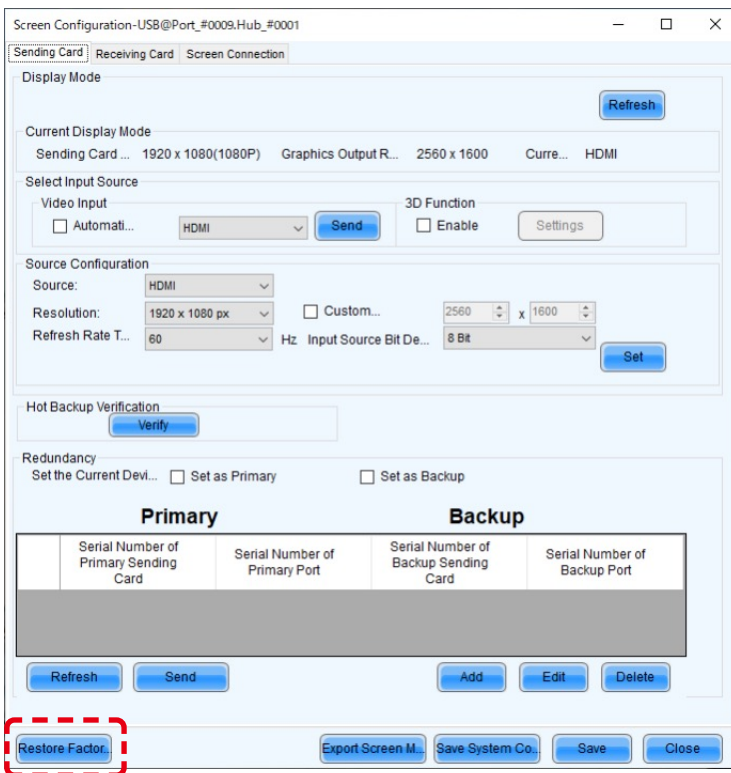 Screen Configuration-USB@Port_#0009.Hub_#0001
Sending Card Receiving Card Screen Connection
Display Mode
Refresh
Current Display Mode
Sending Card ... 1920 x 1080(1080P) Graphics Output R... 2560 x 1600 Curre... HDMI
Select Input Source
Video Input 3D Function
Automati... HDMI Send Enable Settings
Source Configuration
Source: HDMI
Resolution: 1920 x 1080 px Custom... 2560 x 1600
Refresh Rate T... 60 Hz Input Source Bit De... 8 Bit
Set
Hot Backup Verification
Verify
Redundancy
Set the Current Devi... Set as Primary Set as Backup
Primary Backup
Serial Number of Primary Sending Card Serial Number of Primary Port Serial Number of Backup Sending Card Serial Number of Backup Port
Refresh Send Add Edit Delete
Restore Factor... Export Screen M... Save System Co... Save Close